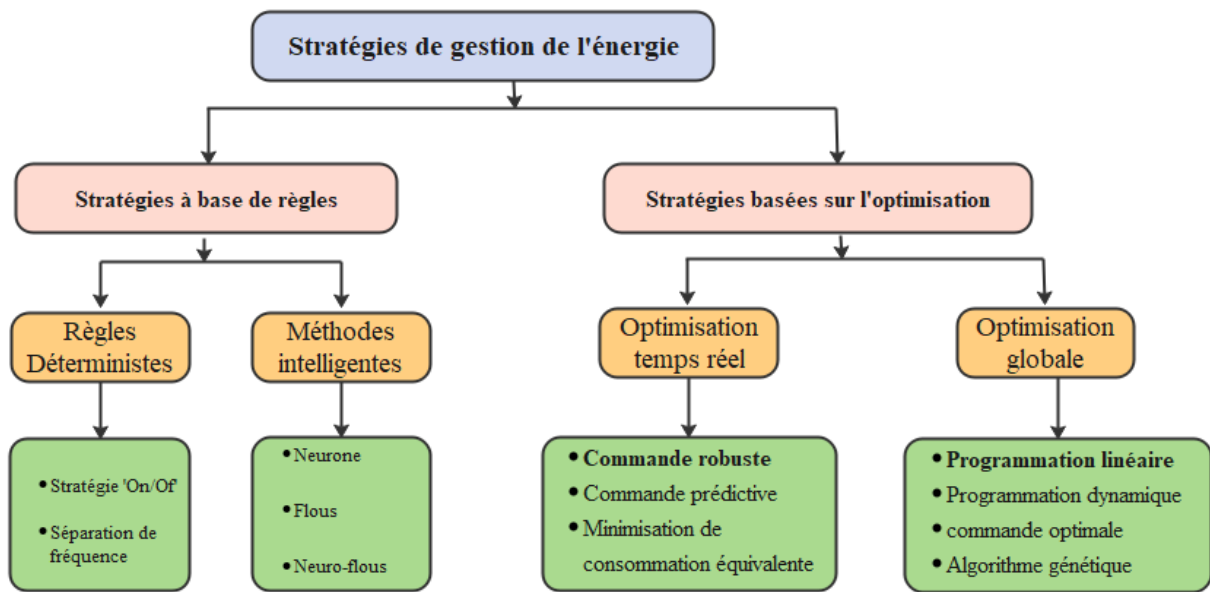 Stratégies de gestion de l'énergie
Stratégies à base de règles
Stratégies basées sur l'optimisation
Règles
Déterministes
Méthodes
intelligentes
Optimisation
temps réel
Optimisation
globale
• Stratégie 'On/Of'
• Séparation de
fréquence
• Neurone
• Flous
• Neuro-flous
• Commande robuste
• Commande prédictive
• Minimisation de
consommation équivalente
• Programmation linéaire
• Programmation dynamique
• commande optimale
• Algorithme génétique